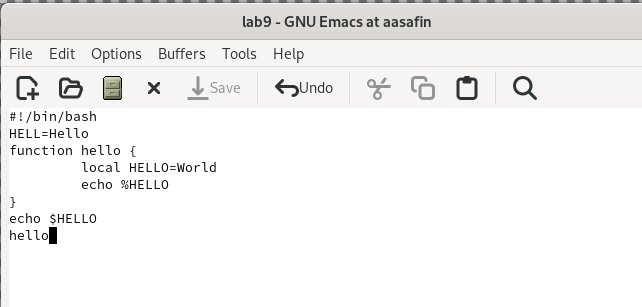 lab9 - GNU Emacs at aasafin
File Edit Options Buffers Tools Help
Save Undo
#!/bin/bash
HELL=Hello
function hello {
        local HELLO=World
        echo %HELLO
}
echo $HELLO
hello